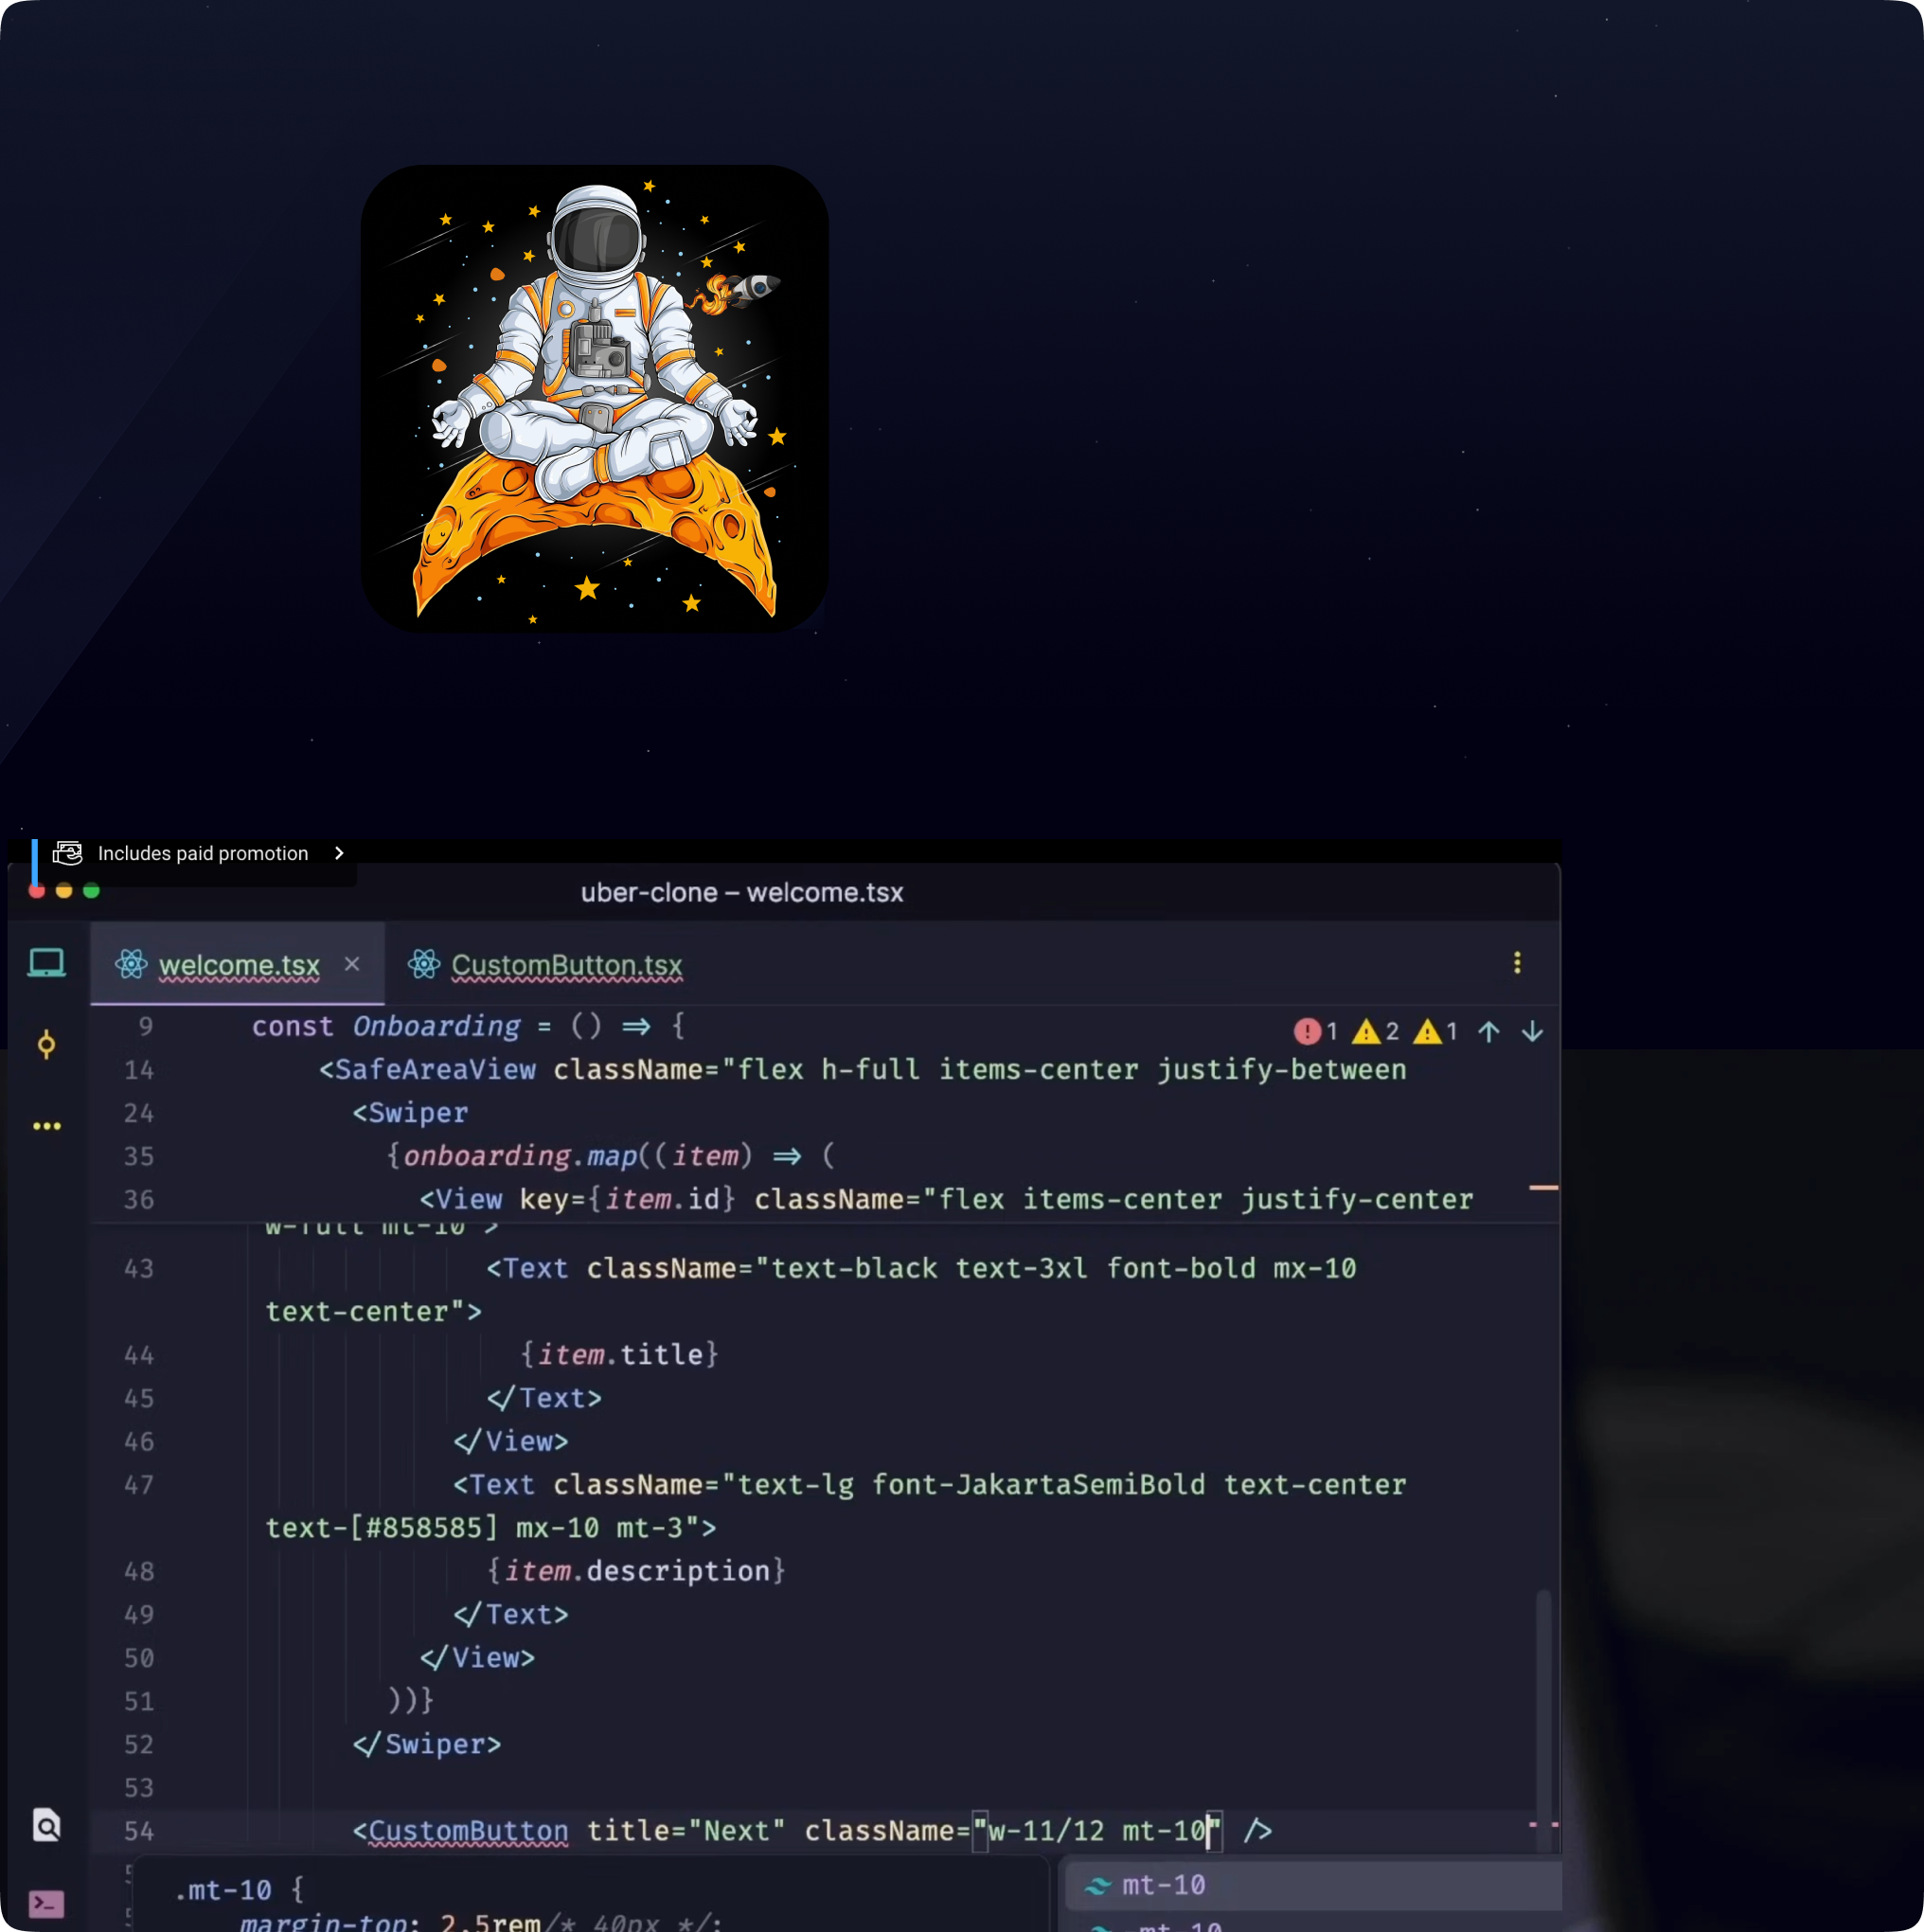 Includes paid promotion
uber-clone – welcome.tsx
welcome.tsx ×
CustomButton.tsx
9 const Onboarding = () => {
1 2 1
14 <SafeAreaView className="flex h-full items-center justify-between
24 <Swiper
35 {onboarding.map((item) => (
36 <View key={item.id} className="flex items-center justify-center
w-full mt-10">
43 <Text className="text-black text-3xl font-bold mx-10
text-center">
44 {item.title}
45 </Text>
46 </View>
47 <Text className="text-lg font-JakartaSemiBold text-center
text-[#858585] mx-10 mt-3">
48 {item.description}
49 </Text>
50 </View>
51 ))}
52 </Swiper>
53
54 <CustomButton title="Next" className="w-11/12 mt-10" />
.mt-10 {
margin-top: 2.5rem/* 40px */;
mt-10
-mt-10